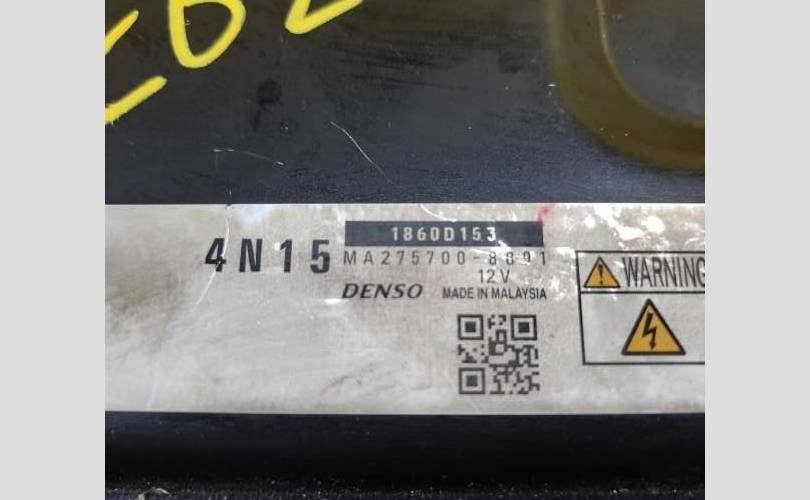 4N15
1860D153
MA275700-8891
12V
DENSO MADE IN MALAYSIA
WARNING